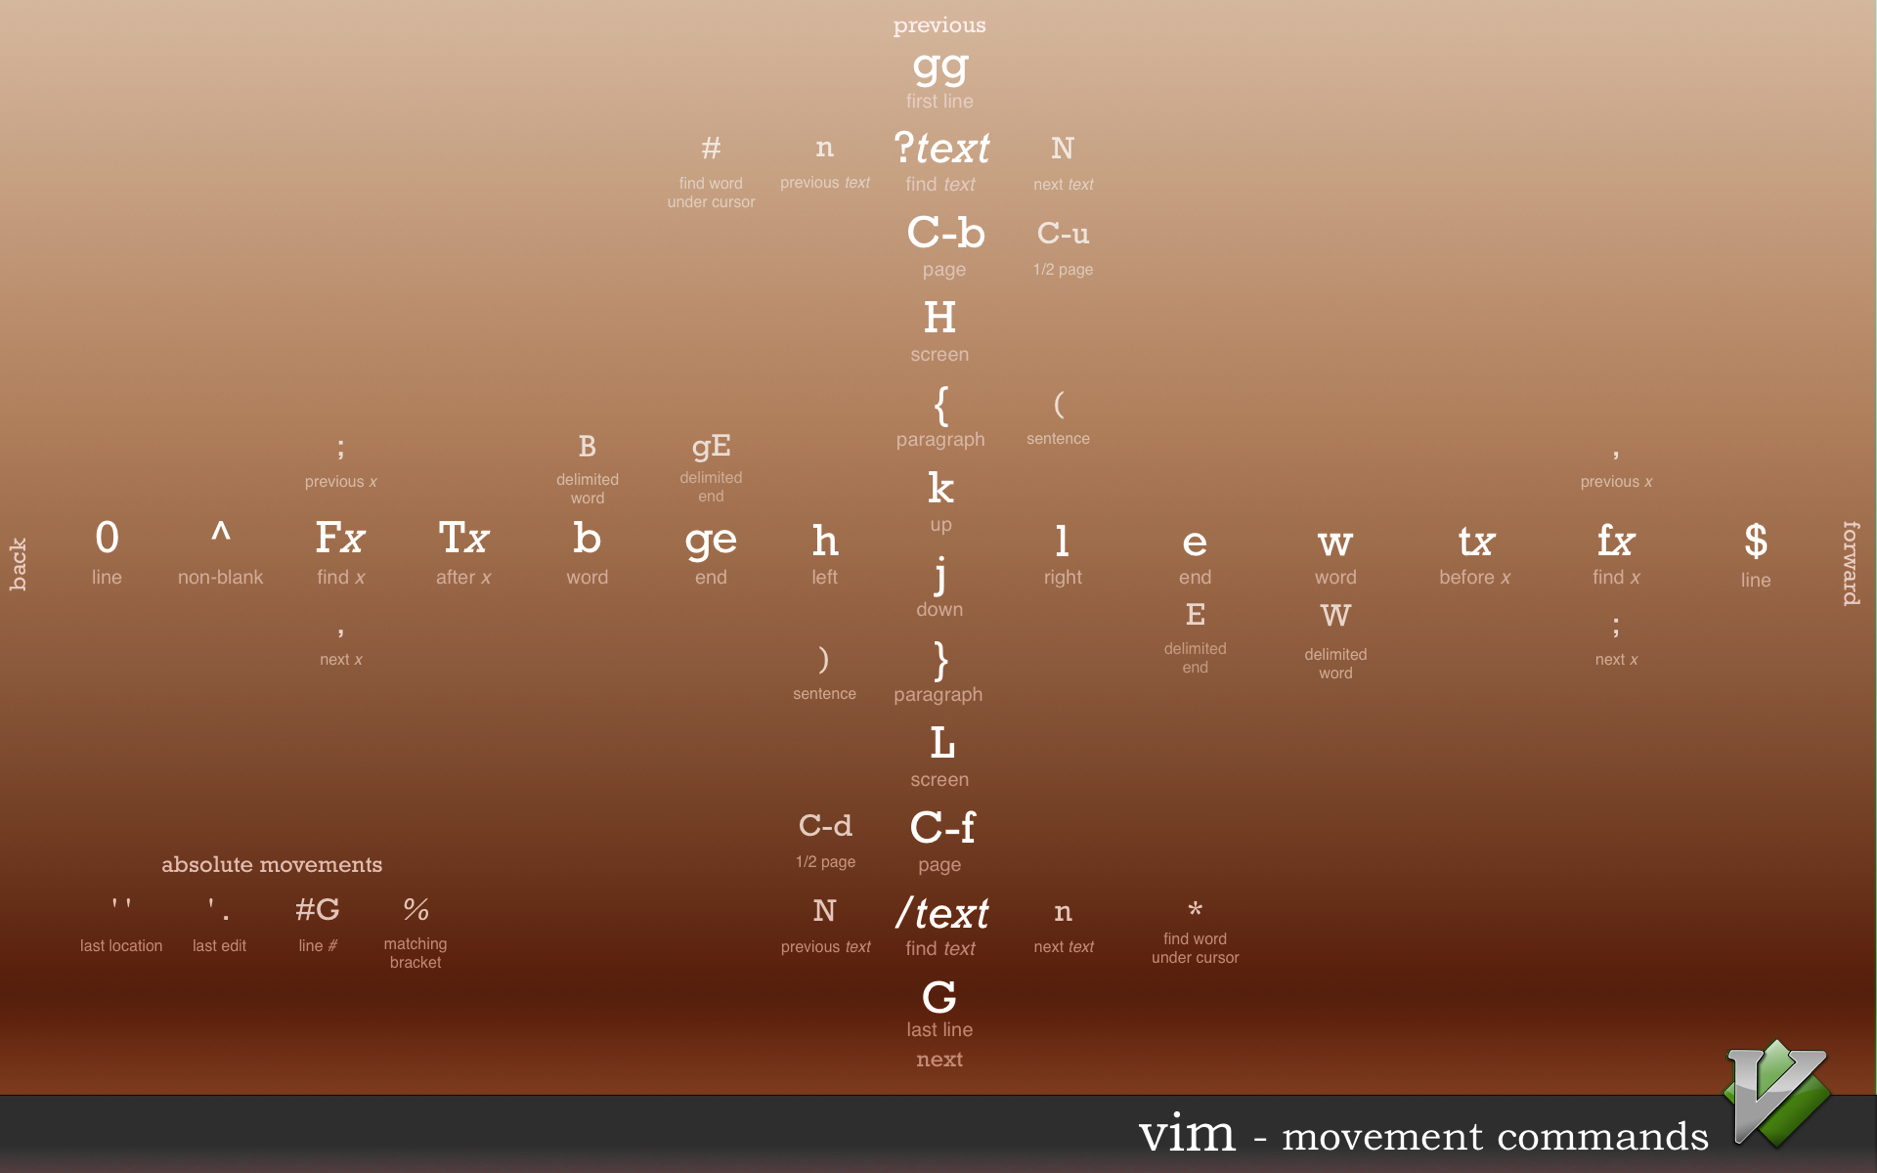 previous
gg
first line
# n ?text N
find word previous text find text next text
under cursor
C-b C-u
page 1/2 page
H
screen
{ (
paragraph sentence
; B gE ,
previous x delimited delimited previous x
word end
k
up
back 0 ^ Fx Tx b ge h l e w tx fx $ forward
line non-blank find x after x word end left right end word before x find x line
j
down
, E W ;
next x delimited delimited next x
end word
) }
sentence paragraph
L
screen
C-d C-f
1/2 page page
absolute movements
' ' ' . #G %
last location last edit line # matching
bracket
N /text n *
previous text find text next text find word
under cursor
G
last line
next
vim - movement commands